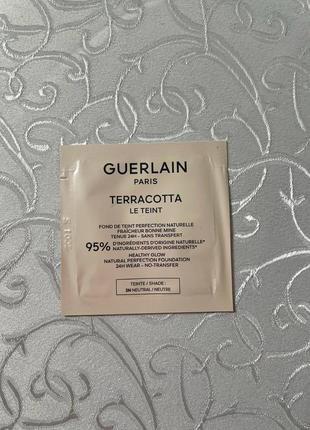 GUERLAIN
PARIS
TERRACOTTA
LE TEINT
FOND DE TEINT PERFECTION NATURELLE
FRAÎCHEUR BONNE MINE
TENUE 24H – SANS TRANSFERT
95% D'INGRÉDIENTS D'ORIGINE NATURELLE*
NATURALLY-DERIVED INGREDIENTS*
HEALTHY GLOW
NATURAL PERFECTION FOUNDATION
24H WEAR – NO-TRANSFER
TEINTE / SHADE :
3N NEUTRAL / NEUTRE